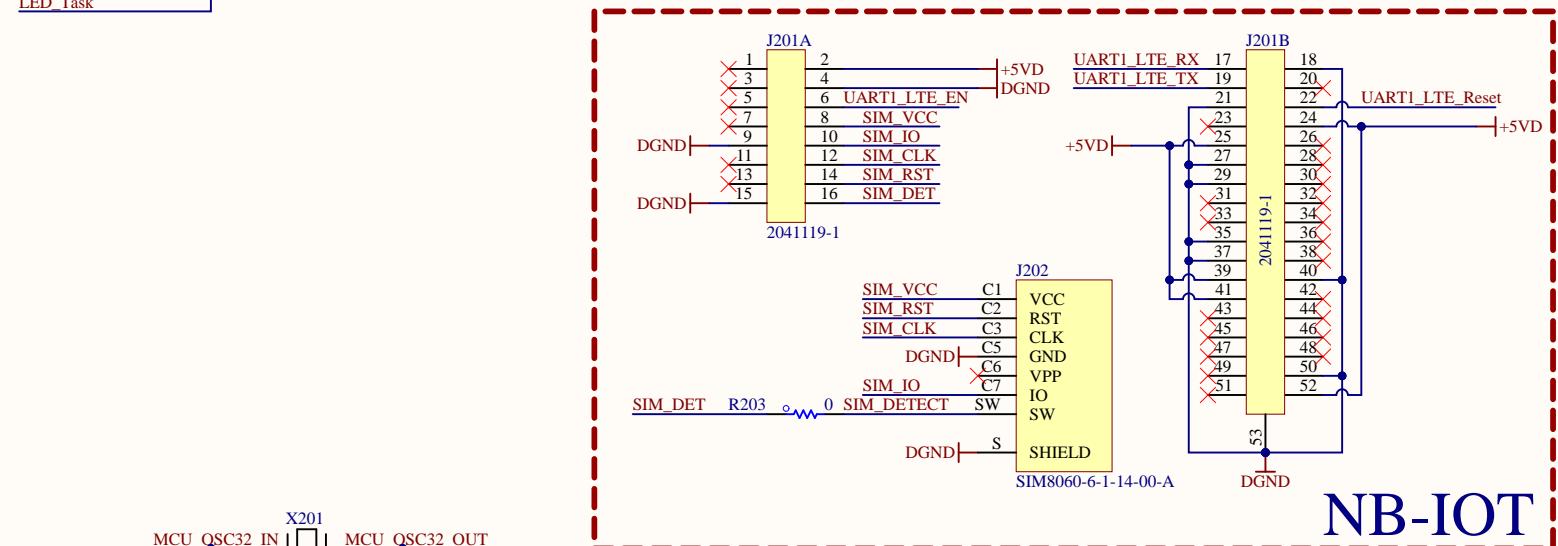 LED_Task
J201A
1 2 +5VD
3 4 DGND
5 6 UART1_LTE_EN
7 8 SIM_VCC
DGND 9 10 SIM_IO
11 12 SIM_CLK
13 14 SIM_RST
DGND 15 16 SIM_DET
2041119-1
J201B
UART1_LTE_RX 17 18
UART1_LTE_TX 19 20
21 22 UART1_LTE_Reset
23 24 +5VD
+5VD 25 26
27 28
29 30
31 32
33 34
35 36
37 38
39 40
41 42
43 44
45 46
47 48
49 50
51 52
2041119-1
53
DGND
J202
SIM_VCC C1 VCC
SIM_RST C2 RST
SIM_CLK C3 CLK
DGND C5 GND
C6 VPP
SIM_IO C7 IO
SIM_DET R203 0 SIM_DETECT SW SW
DGND S SHIELD
SIM8060-6-1-14-00-A
NB-IOT
X201
MCU_OSC32_IN MCU_OSC32_OUT